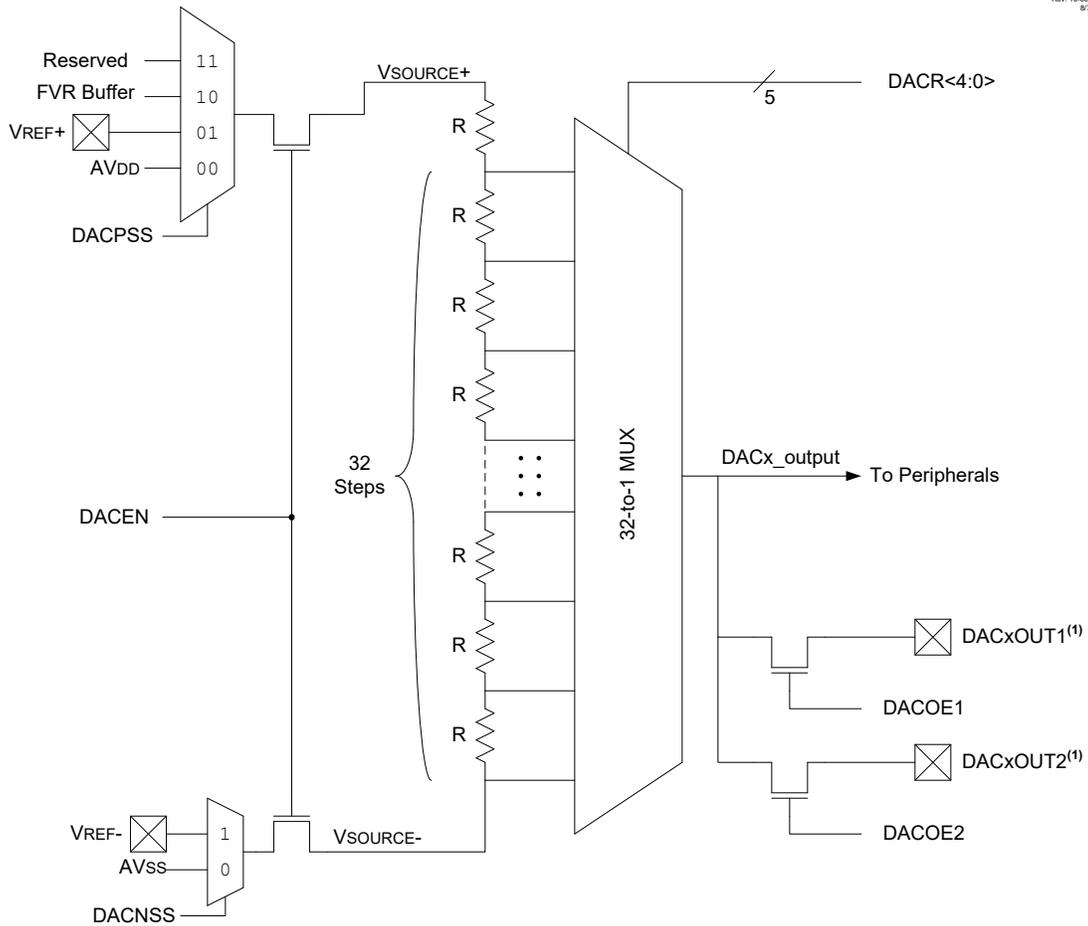 Reserved
11
FVR Buffer
10
VREF+
01
AVDD
00
DACPSS
VSOURCE+
R
DACR<4:0>
5
R
R
R
32
Steps
32-to-1 MUX
DACx_output
To Peripherals
DACEN
R
R
R
DACxOUT1(1)
DACOE1
DACxOUT2(1)
DACOE2
VREF-
1
AVSS
0
VSOURCE-
DACNSS